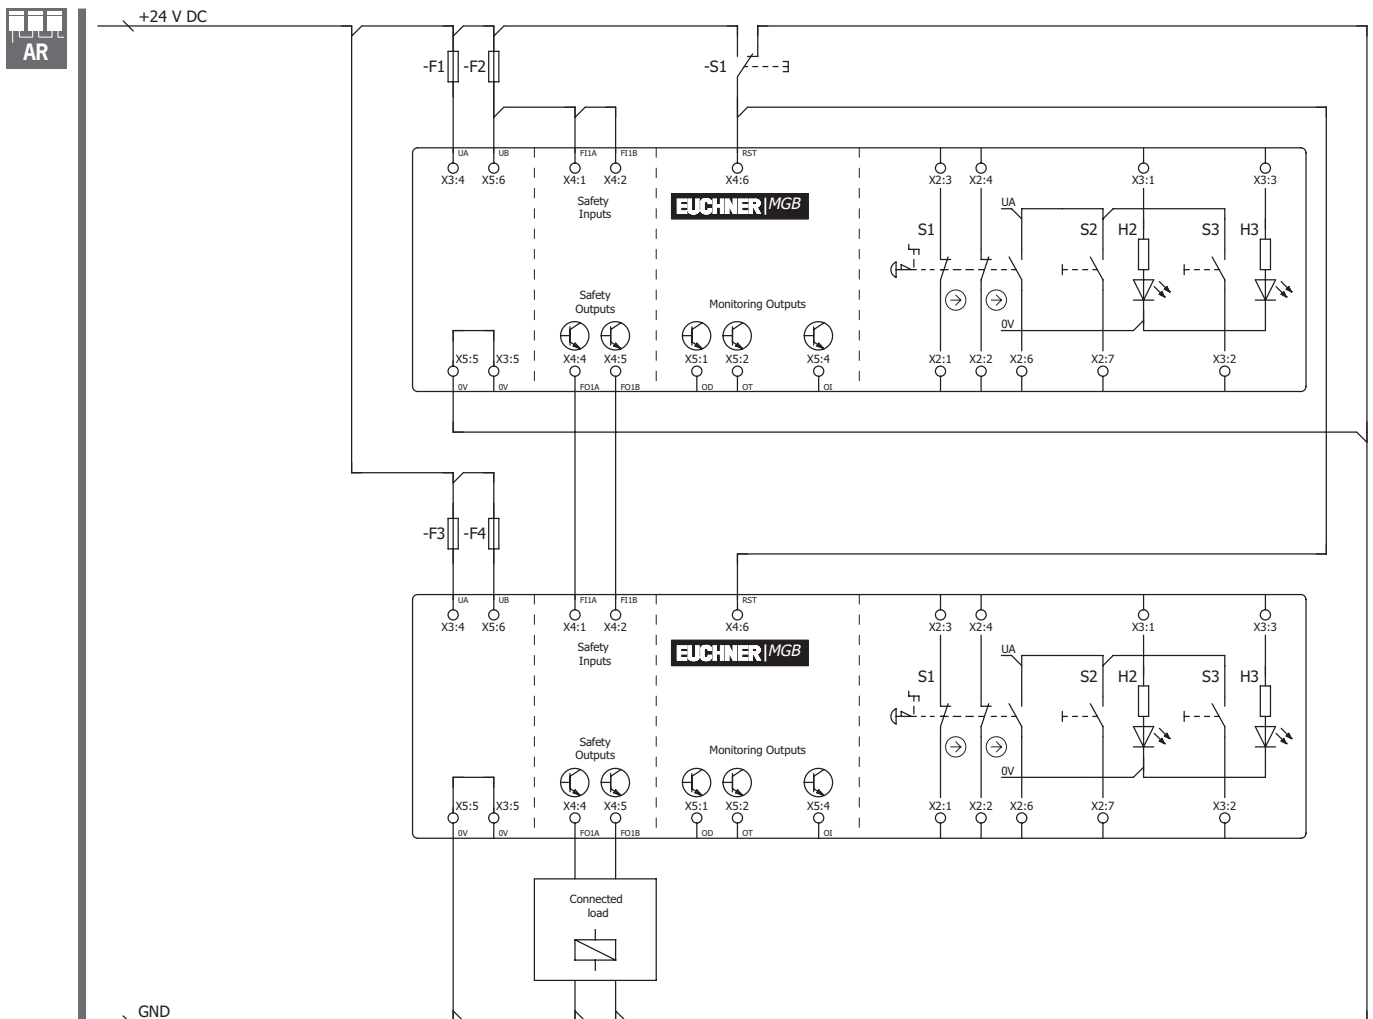 +24 V DC
AR
-F1 -F2 -S1
UA UB FI1A FI1B RST
X3:4 X5:6 X4:1 X4:2 X4:6 X2:3 X2:4 X3:1 X3:3
Safety
Inputs
EUCHNER MGB
UA
S1 S2 H2 S3 H3
Safety
Outputs
Monitoring Outputs
0V
X5:5 X3:5 X4:4 X4:5 X5:1 X5:2 X5:4 X2:1 X2:2 X2:6 X2:7 X3:2
0V 0V FO1A FO1B OD OT OI
-F3 -F4
UA UB FI1A FI1B RST
X3:4 X5:6 X4:1 X4:2 X4:6 X2:3 X2:4 X3:1 X3:3
Safety
Inputs
EUCHNER MGB
UA
S1 S2 H2 S3 H3
Safety
Outputs
Monitoring Outputs
0V
X5:5 X3:5 X4:4 X4:5 X5:1 X5:2 X5:4 X2:1 X2:2 X2:6 X2:7 X3:2
0V 0V FO1A FO1B OD OT OI
Connected
load
GND